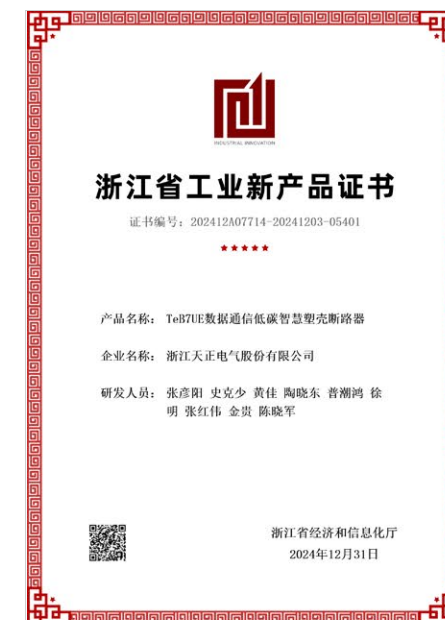 INDUSTRIAL INNOVATION
浙江省工业新产品证书
证书编号：202412A07714-20241203-05401
产品名称： TeB7UE数据通信低碳智慧塑壳断路器
企业名称： 浙江天正电气股份有限公司
研发人员： 张彦阳 史克少 黄佳 陶晓东 普潮鸿 徐
明 张红伟 金贵 陈晓军
浙江省经济和信息化厅
2024年12月31日